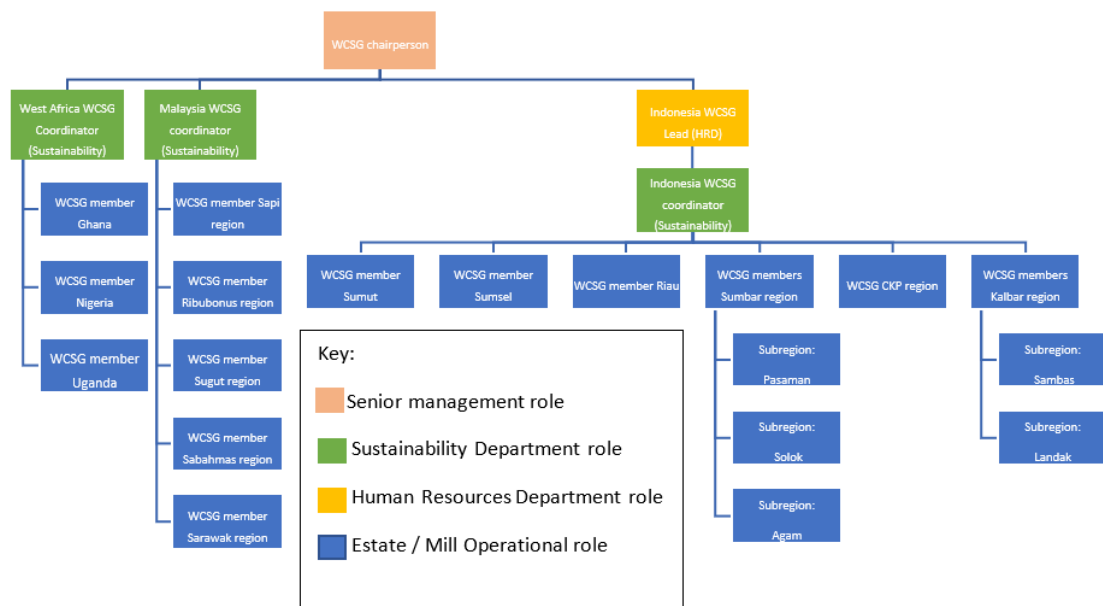 WCSG chairperson
West Africa WCSG
Coordinator
(Sustainability)
Malaysia WCSG
coordinator
(Sustainability)
Indonesia WCSG
Lead (HRD)
Indonesia WCSG
coordinator
(Sustainability)
WCSG member
Ghana
WCSG member
Nigeria
WCSG member
Uganda
WCSG member Sapi
region
WCSG member
Ribubonus region
WCSG member
Sugut region
WCSG member
Sabahmas region
WCSG member
Sarawak region
WCSG member
Sumut
WCSG member
Sumsel
WCSG member Riau
WCSG members
Sumbar region
WCSG CKP region
WCSG members
Kalbar region
Subregion:
Pasaman
Subregion:
Solok
Subregion:
Agam
Subregion:
Sambas
Subregion:
Landak
Key:
Senior management role
Sustainability Department role
Human Resources Department role
Estate / Mill Operational role